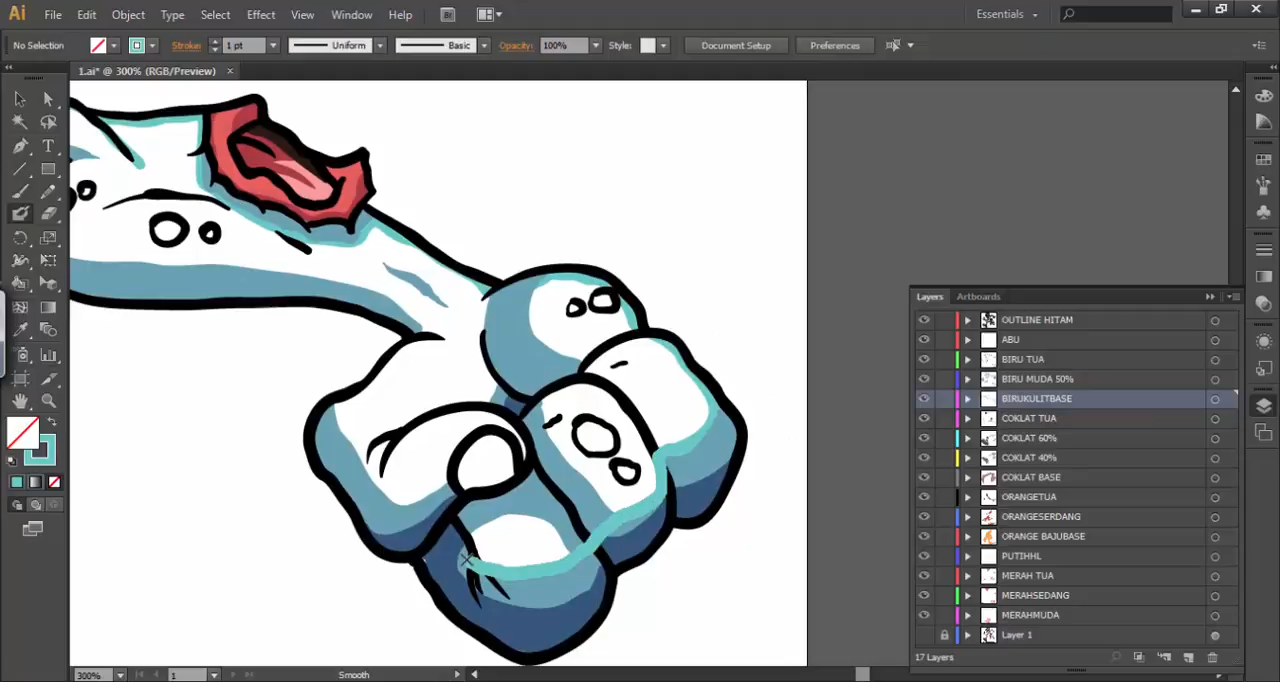 Ai File Edit Object Type Select Effect View Window Help Br Essentials
No Selection Stroke: 1 pt Uniform Basic Opacity: 100% Style: Document Setup Preferences
1.ai* @ 300% (RGB/Preview) ×
Layers Artboards
OUTLINE HITAM
ABU
BIRU TUA
BIRU MUDA 50%
BIRUKULITBASE
COKLAT TUA
COKLAT 60%
COKLAT 40%
COKLAT BASE
ORANGETUA
ORANGESERDANG
ORANGE BAJUBASE
PUTIHHL
MERAH TUA
MERAHSEDANG
MERAHMUDA
Layer 1
17 Layers
300% 1 Smooth